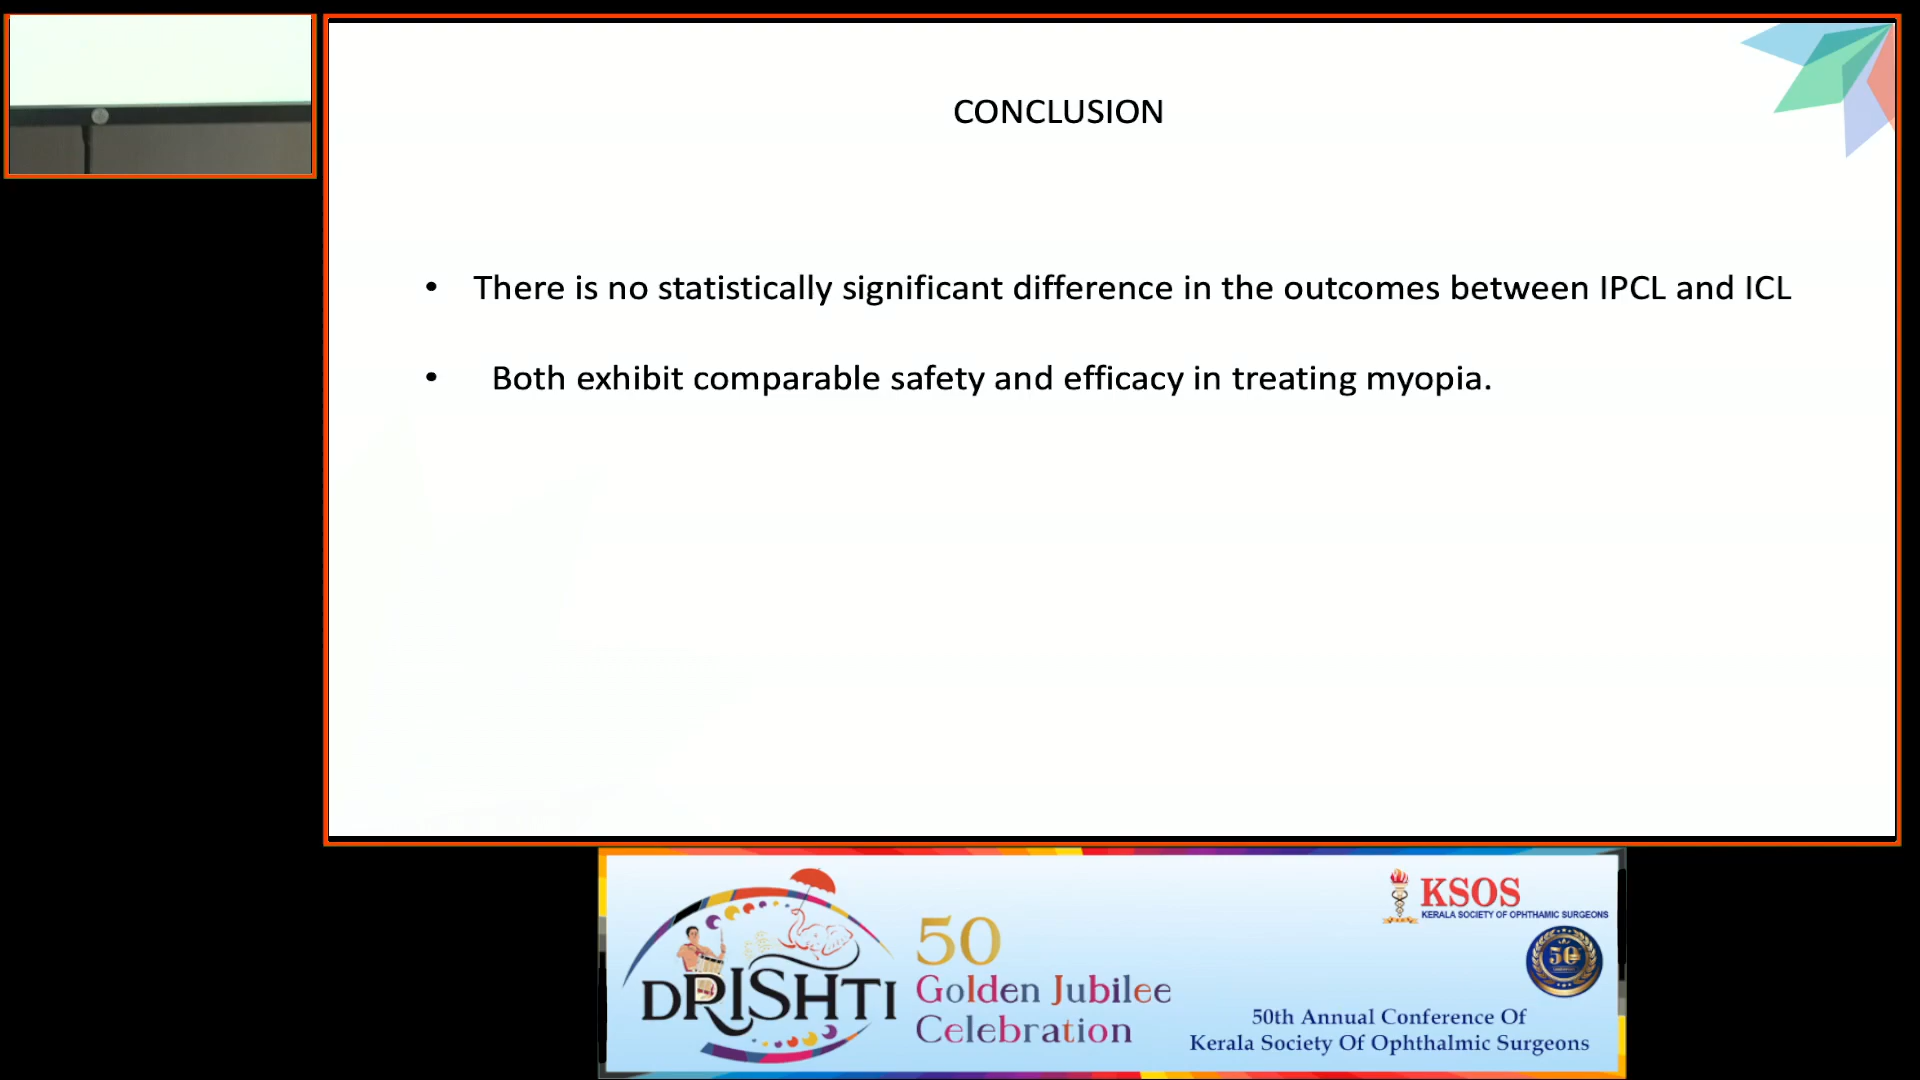 CONCLUSION
• There is no statistically significant difference in the outcomes between IPCL and ICL
• Both exhibit comparable safety and efficacy in treating myopia.
DRISHTI
50
Golden Jubilee
Celebration
KSOS
KERALA SOCIETY OF OPHTHAMIC SURGEONS
50
50th Annual Conference Of
Kerala Society Of Ophthalmic Surgeons